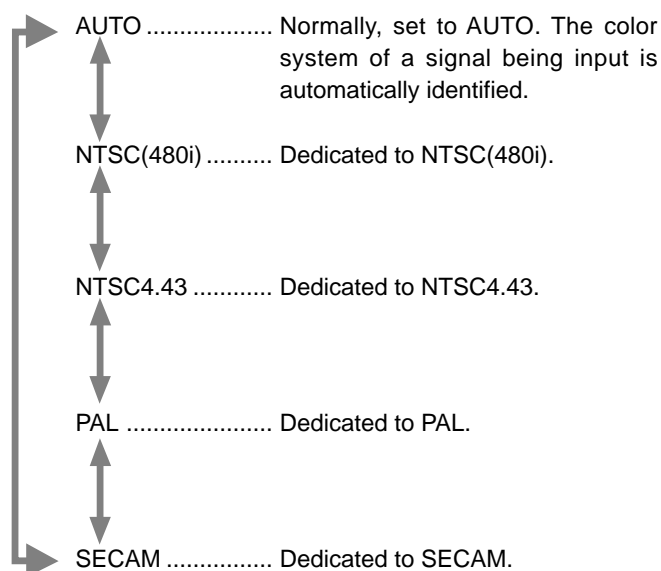 AUTO ................... Normally, set to AUTO. The color
system of a signal being input is
automatically identified.
NTSC(480i) .......... Dedicated to NTSC(480i).
NTSC4.43 ............ Dedicated to NTSC4.43.
PAL ...................... Dedicated to PAL.
SECAM ................ Dedicated to SECAM.